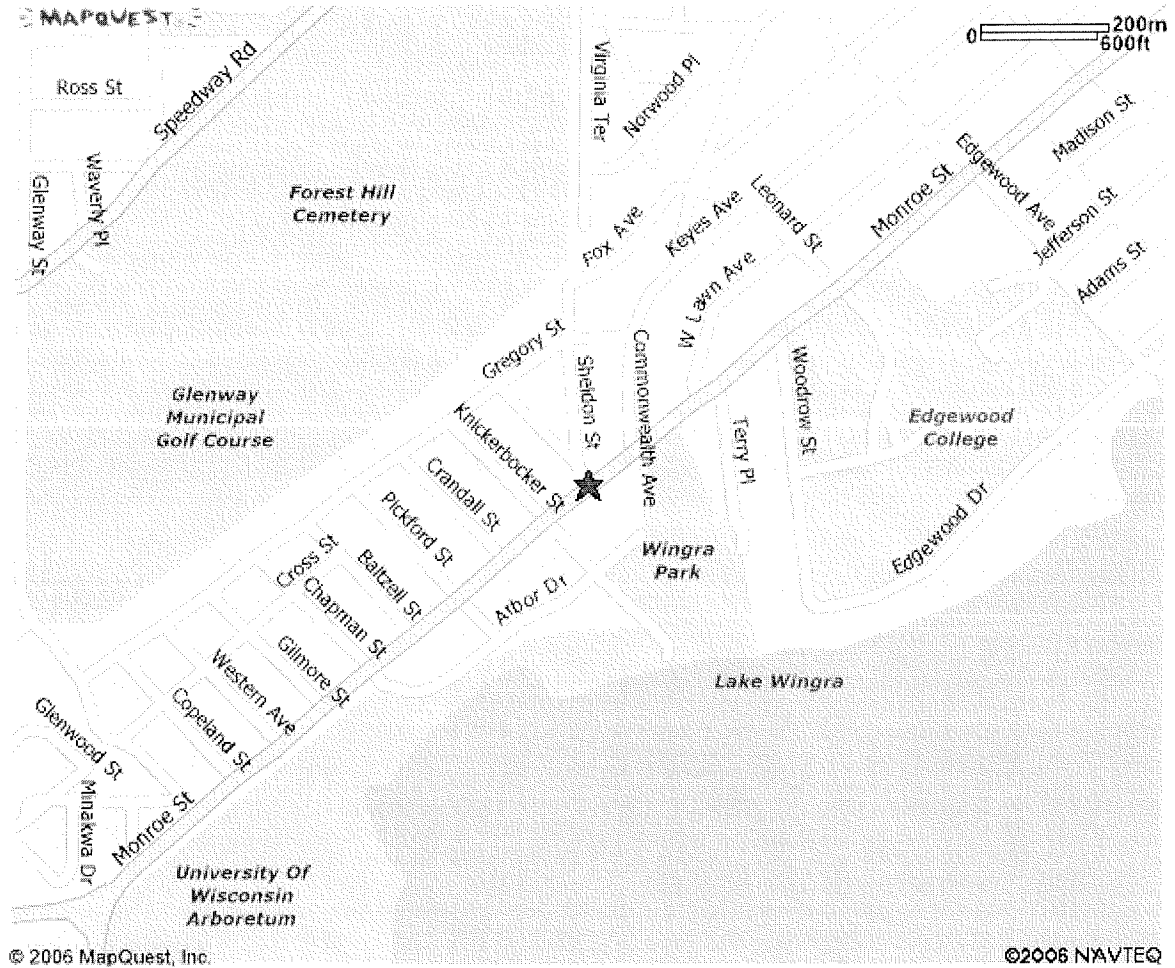 MAPQUEST
0 200m
600ft
Ross St
Speedway Rd
Virginia Ter
Norwood Pl
Madison St
Edgewood Ave
Monroe St
Leonard St
Waverly Pl
Glenway St
Forest Hill
Cemetery
Fox Ave
Keyes Ave
Jefferson St
Adams St
W Lawn Ave
Gregory St
Sheldon St
Commonwealth Ave
Woodrow St
Glenway
Municipal
Golf Course
Knickerbocker St
Terry Pl
Edgewood
College
Crandall St
Pickford St
Edgewood Dr
Wingra
Park
Cross St
Baltzell St
Arbor Dr
Chapman St
Gilmore St
Western Ave
Lake Wingra
Copeland St
Glenwood St
Minakwa Dr
Monroe St
University Of
Wisconsin
Arboretum
© 2006 MapQuest, Inc.
©2006 NAVTEQ